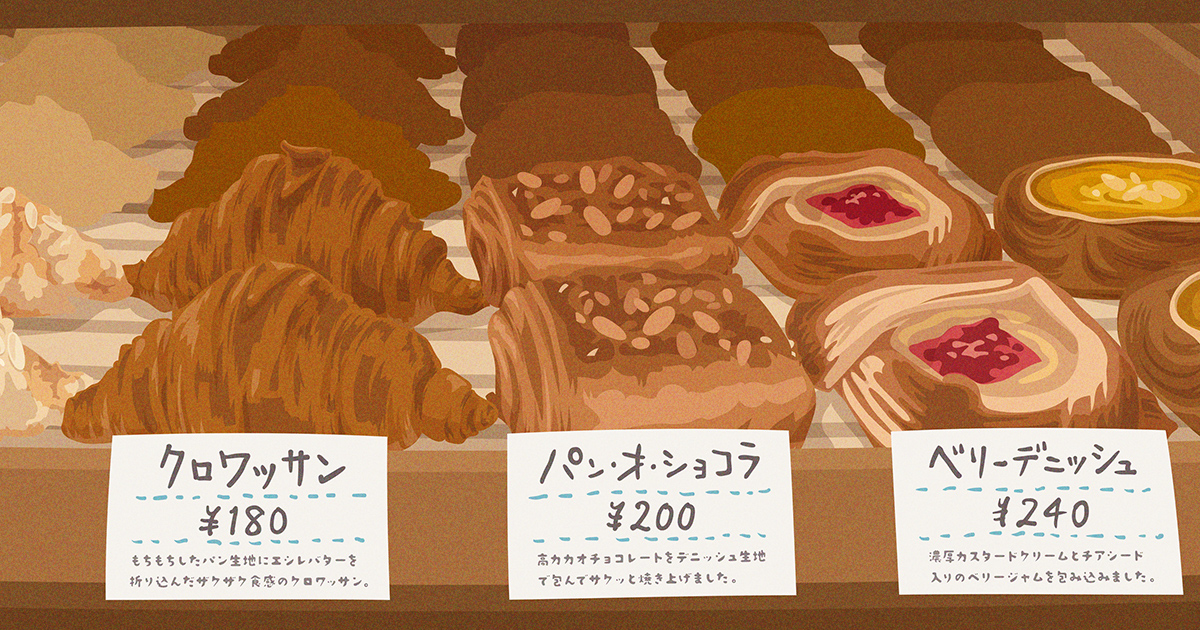 クロワッサン
¥180
もちもちしたパン生地にエシレバターを
折り込んだザクザク食感のクロワッサン。
パン・オ・ショコラ
¥200
高カカオチョコレートをデニッシュ生地
で包んでサクッと焼き上げました。
ベリーデニッシュ
¥240
濃厚カスタードクリームとチアシード
入りのベリージャムを包み込みました。